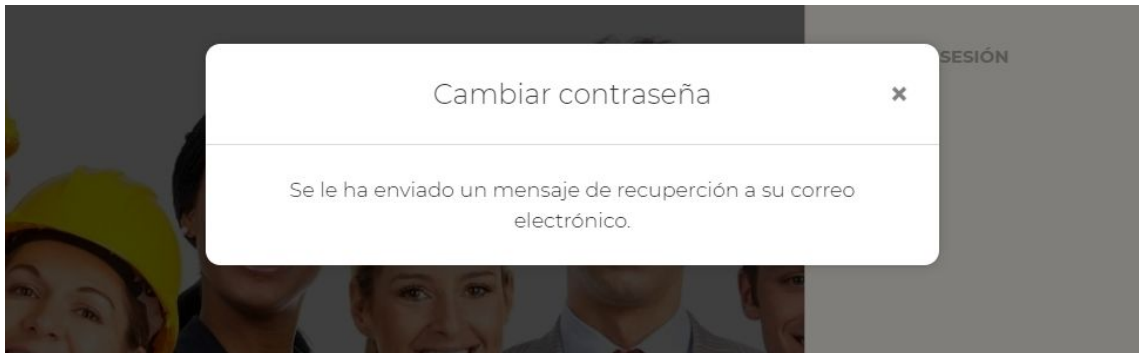 SESIÓN
Cambiar contraseña
×
Se le ha enviado un mensaje de recuperción a su correo
electrónico.